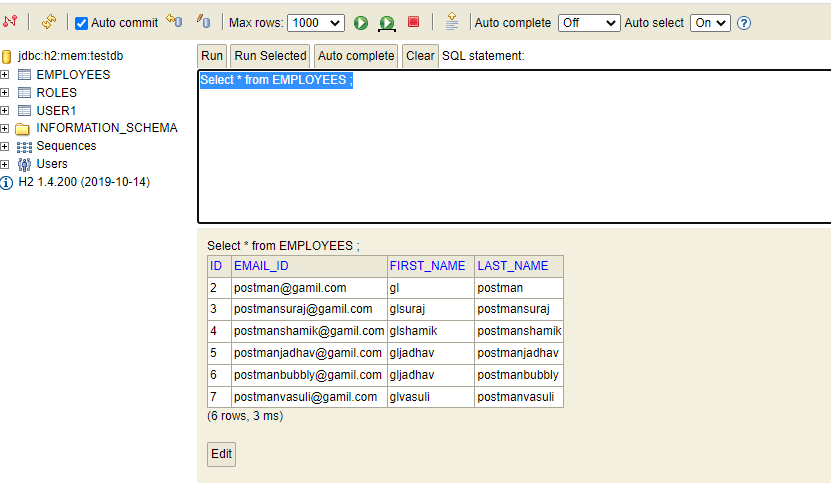 Auto commit Max rows: 1000 Auto complete Off Auto select On ?
jdbc:h2:mem:testdb
EMPLOYEES
ROLES
USER1
INFORMATION_SCHEMA
Sequences
Users
H2 1.4.200 (2019-10-14)
Run Run Selected Auto complete Clear SQL statement:
Select * from EMPLOYEES ;
Select * from EMPLOYEES ;
ID EMAIL_ID FIRST_NAME LAST_NAME
2 postman@gamil.com gl postman
3 postmansuraj@gamil.com glsuraj postmansuraj
4 postmanshamik@gamil.com glshamik postmanshamik
5 postmanjadhav@gamil.com gljadhav postmanjadhav
6 postmanbubbly@gamil.com gljadhav postmanbubbly
7 postmanvasuli@gamil.com glvasuli postmanvasuli
(6 rows, 3 ms)
Edit